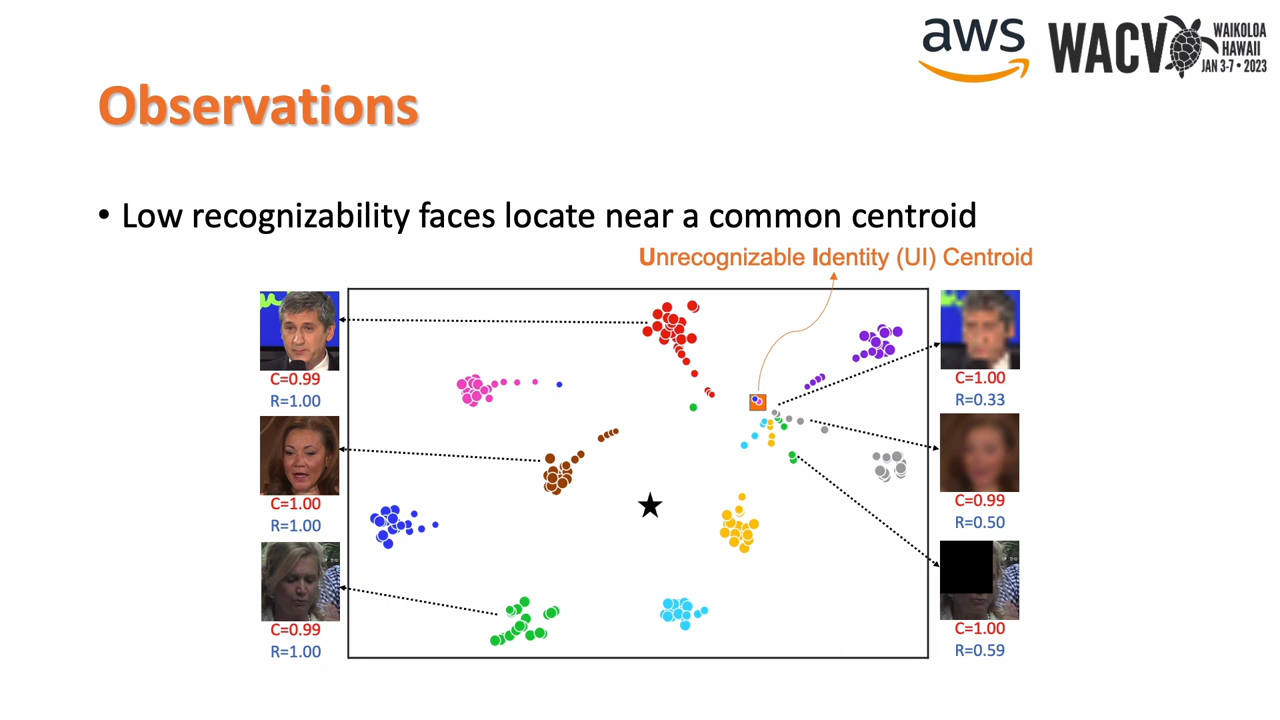 aws
WACV
WAIKOLOA
HAWAII
JAN 3-7 • 2023
Observations
• Low recognizability faces locate near a common centroid
Unrecognizable Identity (UI) Centroid
C=0.99
R=1.00
C=1.00
R=1.00
C=0.99
R=1.00
C=1.00
R=0.33
C=0.99
R=0.50
C=1.00
R=0.59